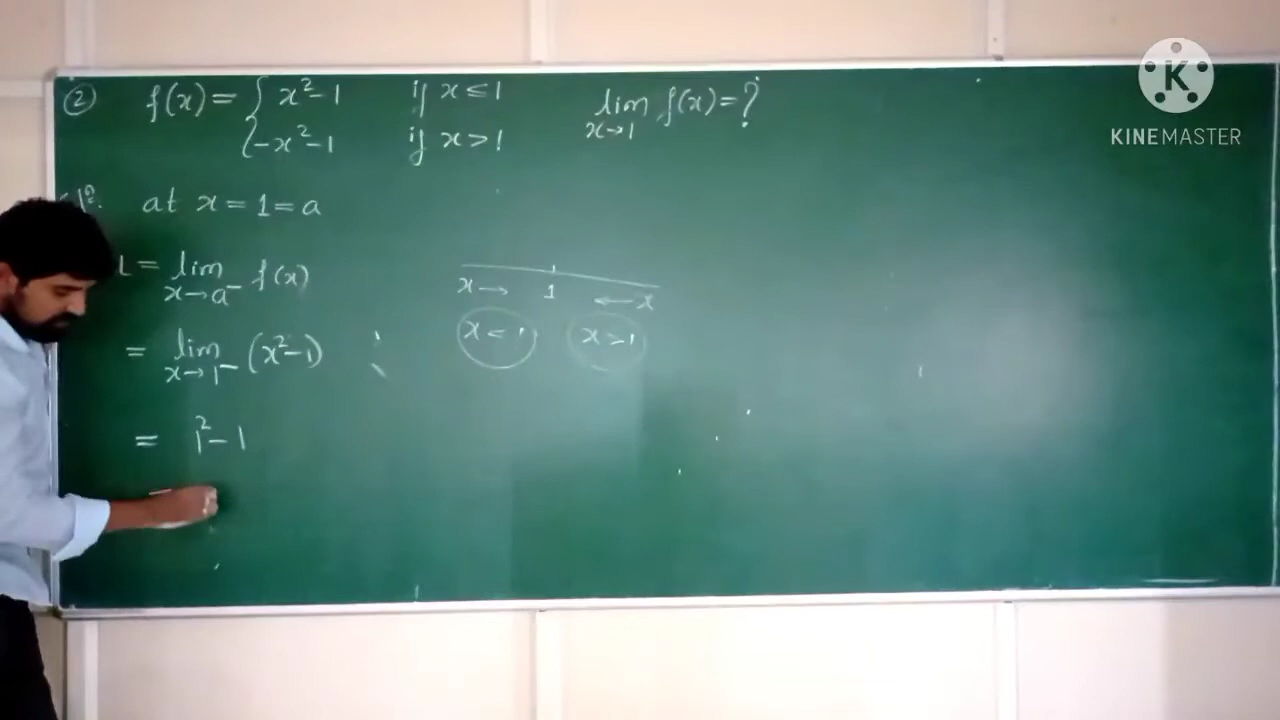 ② f(x) = { x²-1 if x ≤ 1 lim x→1 f(x) = ?
-x²-1 if x > 1
at x = 1 = a
= lim x→a⁻ f(x)
x→ 1 ←x
= lim x→1⁻ (x²-1)
x > 1
= 1²-1
KINEMASTER